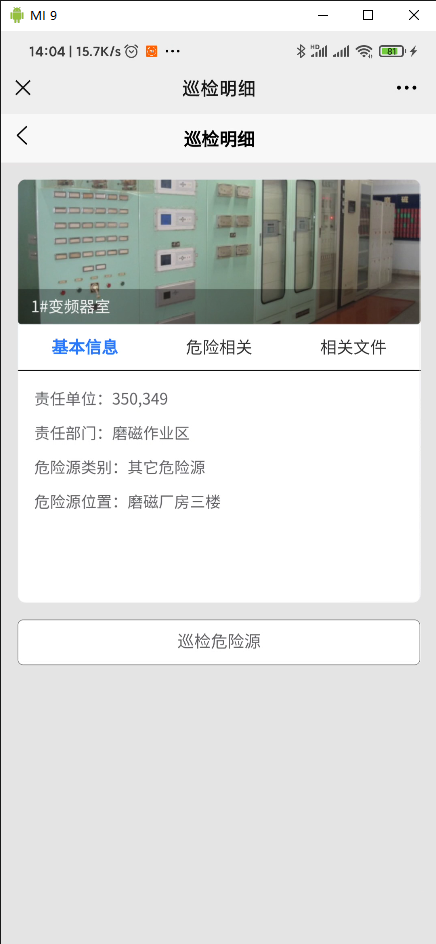 MI 9
14:04 | 15.7K/s
HD
81
巡检明细
巡检明细
1#变频器室
基本信息
危险相关
相关文件
责任单位：350,349
责任部门：磨磁作业区
危险源类别：其它危险源
危险源位置：磨磁厂房三楼
巡检危险源